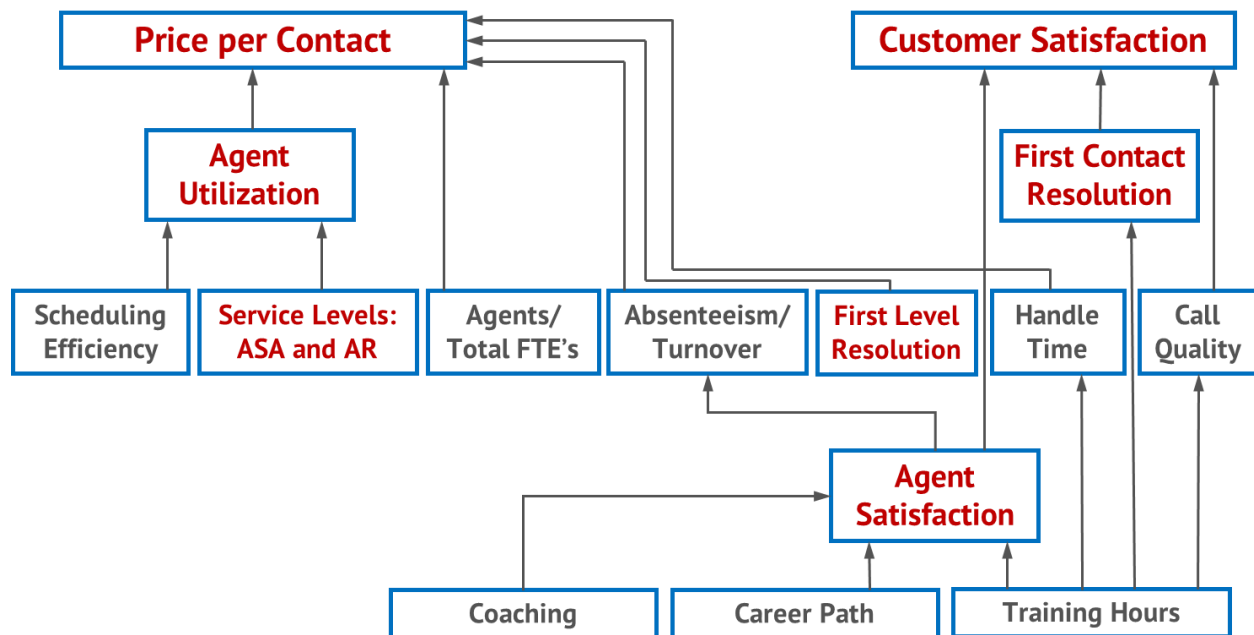 Price per Contact
Customer Satisfaction
Agent
Utilization
First Contact
Resolution
Scheduling
Efficiency
Service Levels:
ASA and AR
Agents/
Total FTE’s
Absenteeism/
Turnover
First Level
Resolution
Handle
Time
Call
Quality
Agent
Satisfaction
Coaching
Career Path
Training Hours